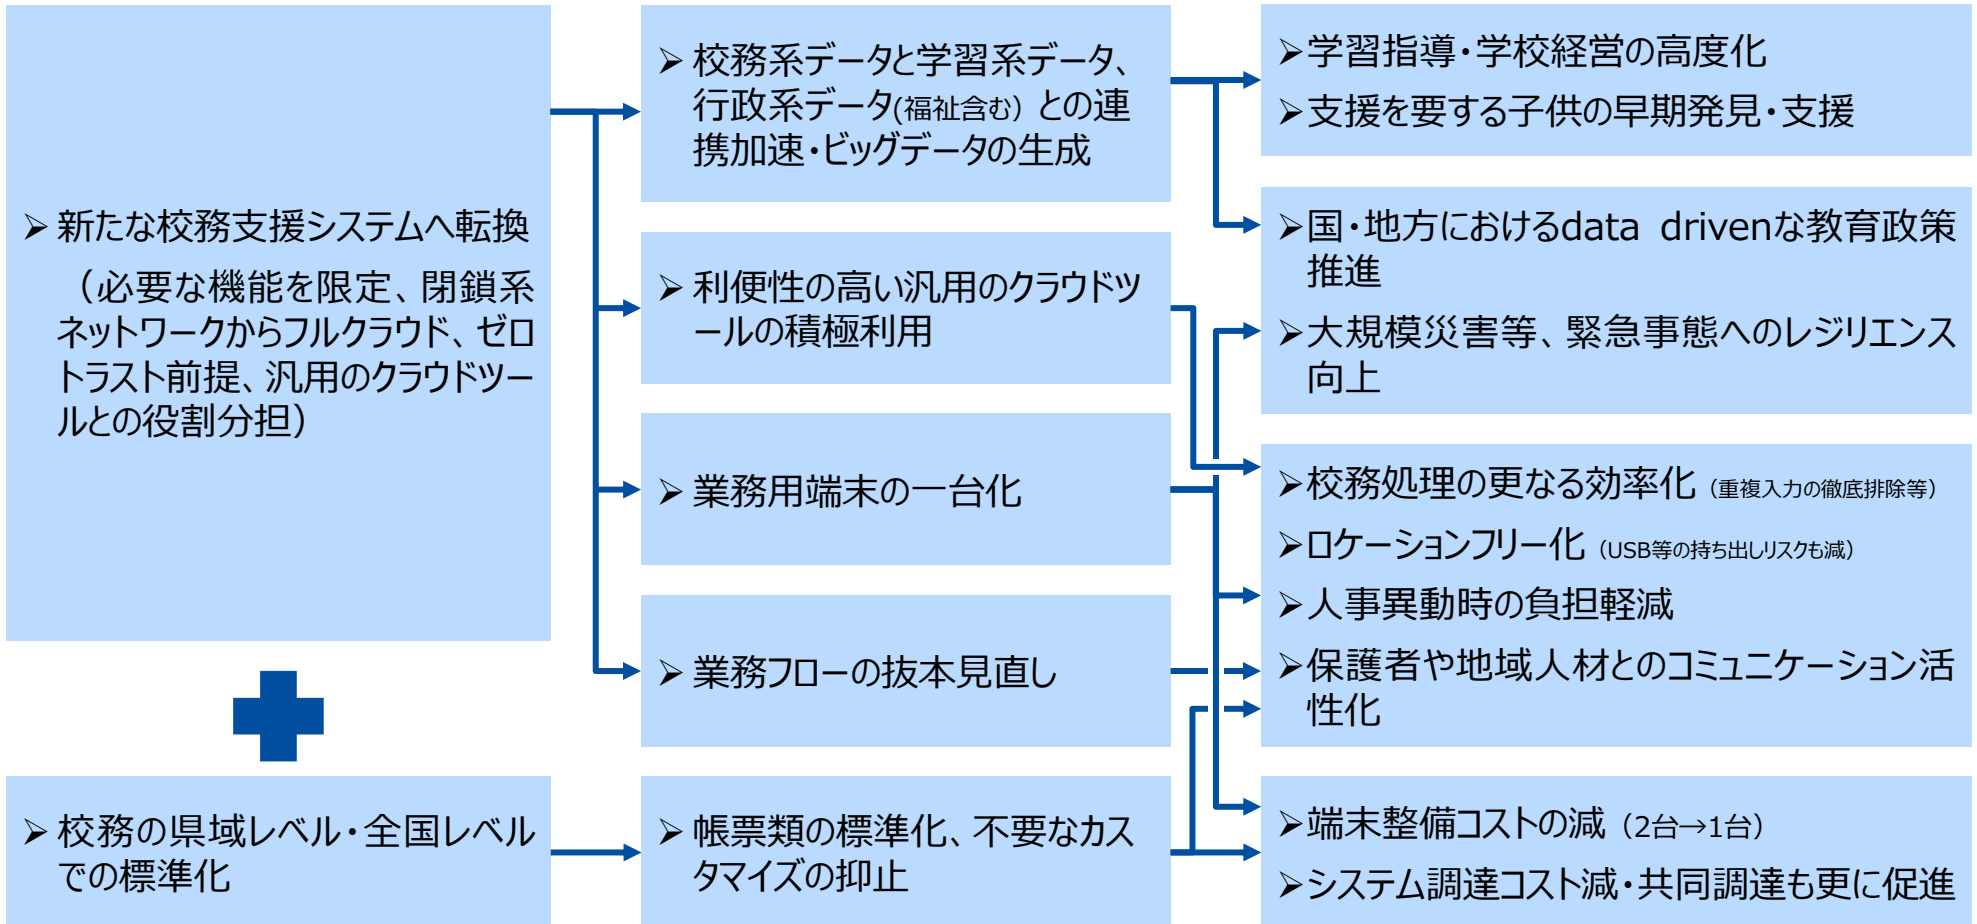 ➢新たな校務支援システムへ転換
（必要な機能を限定、閉鎖系
ネットワークからフルクラウド、ゼロ
トラスト前提、汎用のクラウドツー
ルとの役割分担）
➢校務の県域レベル・全国レベル
での標準化
➢校務系データと学習系データ、
行政系データ(福祉含む）との連
携加速・ビッグデータの生成
➢利便性の高い汎用のクラウドツ
ールの積極利用
➢業務用端末の一台化
➢業務フローの抜本見直し
➢帳票類の標準化、不要なカス
タマイズの抑止
➢学習指導・学校経営の高度化
➢支援を要する子供の早期発見・支援
➢国・地方におけるdata drivenな教育政策
推進
➢大規模災害等、緊急事態へのレジリエンス
向上
➢校務処理の更なる効率化（重複入力の徹底排除等）
➢ロケーションフリー化（USB等の持ち出しリスクも減）
➢人事異動時の負担軽減
➢保護者や地域人材とのコミュニケーション活
性化
➢端末整備コストの減（2台→1台）
➢システム調達コスト減・共同調達も更に促進